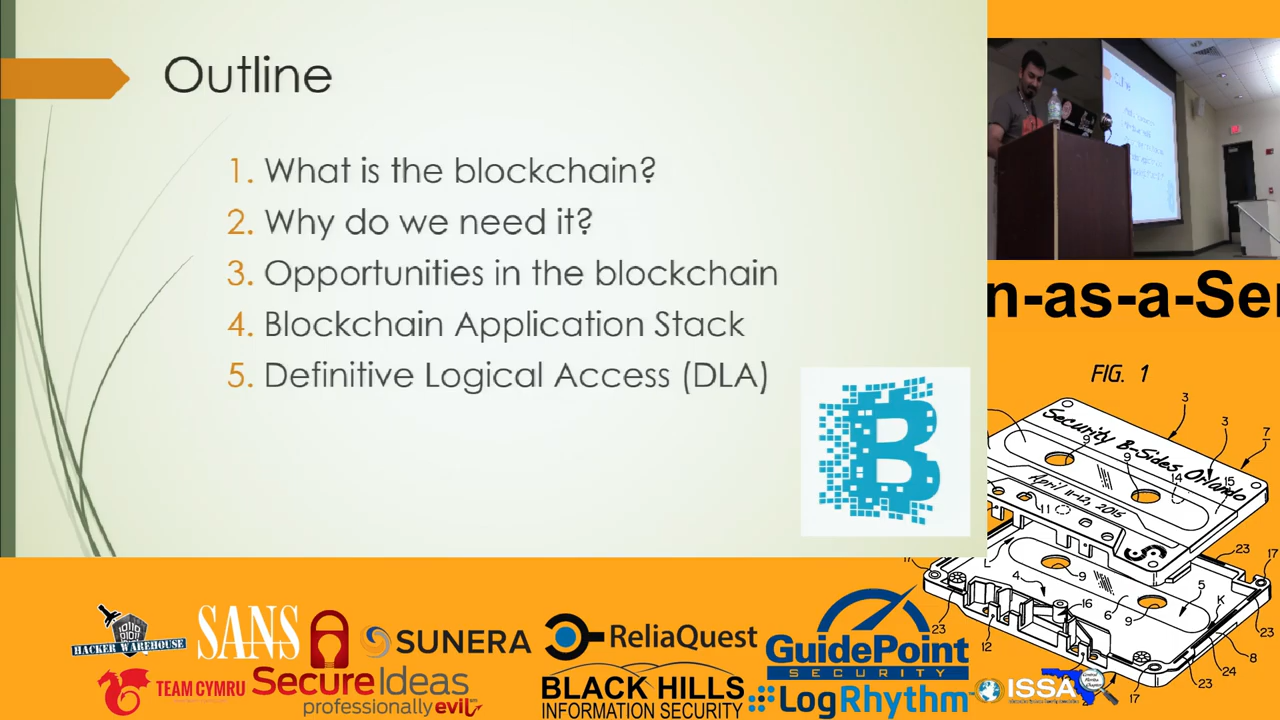 Outline
1. What is the blockchain?
2. Why do we need it?
3. Opportunities in the blockchain
4. Blockchain Application Stack
5. Definitive Logical Access (DLA)
B
n-as-a-Ser
FIG. 1
Security B-Sides Orlando
April 11-12, 2015
HACKER WAREHOUSE
SANS
SUNERA
ReliaQuest
GuidePoint
SECURITY
TEAM CYMRU
SecureIdeas
professionallyevil
BLACK HILLS
INFORMATION SECURITY
LogRhythm
ISSA